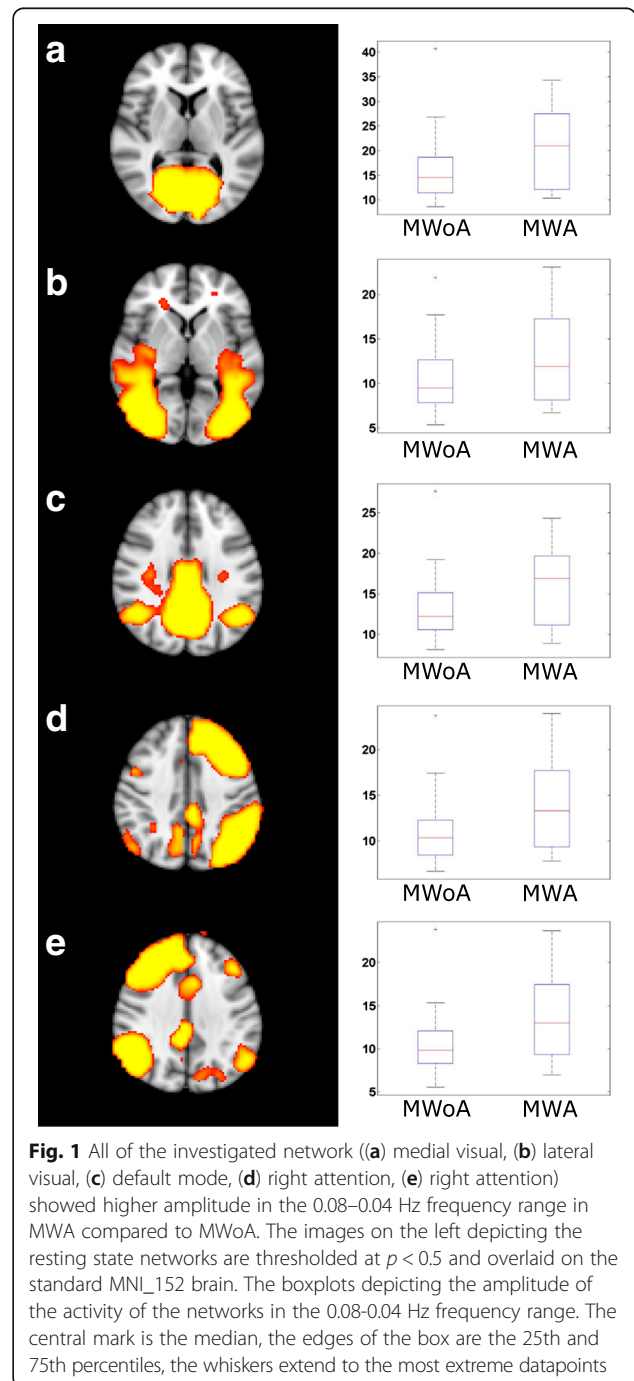 a
40
35
30
25
20
15
10
MWoA MWA
b
20
15
10
5
MWoA MWA
c
25
20
15
10
MWoA MWA
d
20
15
10
MWoA MWA
e
20
15
10
5
MWoA MWA
Fig. 1 All of the investigated network ((a) medial visual, (b) lateral
visual, (c) default mode, (d) right attention, (e) right attention)
showed higher amplitude in the 0.08–0.04 Hz frequency range in
MWA compared to MWoA. The images on the left depicting the
resting state networks are thresholded at p < 0.5 and overlaid on the
standard MNI_152 brain. The boxplots depicting the amplitude of
the activity of the networks in the 0.08-0.04 Hz frequency range. The
central mark is the median, the edges of the box are the 25th and
75th percentiles, the whiskers extend to the most extreme datapoints